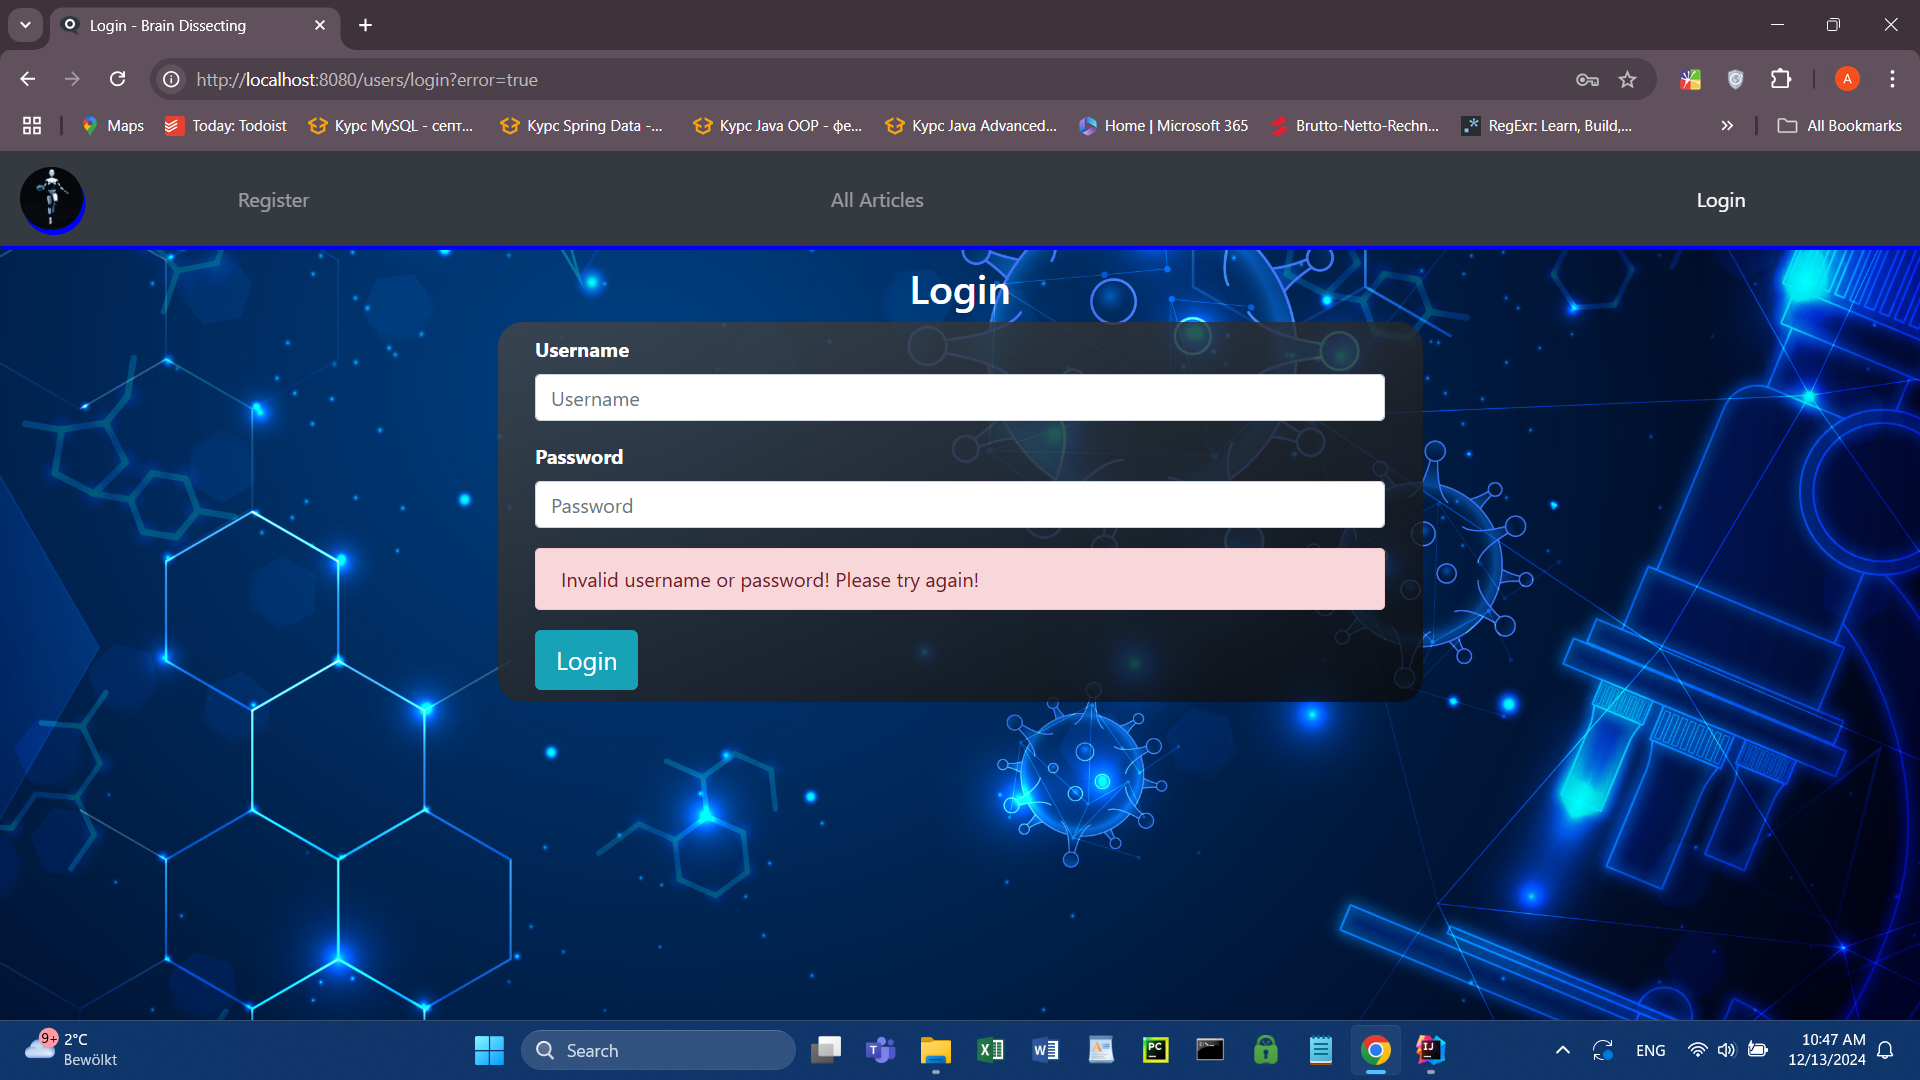 Login - Brain Dissecting
http://localhost:8080/users/login?error=true
A
Maps
Today: Todoist
Курс MySQL - септ...
Курс Spring Data -...
Курс Java OOP - фе...
Курс Java Advanced...
Home | Microsoft 365
Brutto-Netto-Rechn...
RegExr: Learn, Build,...
All Bookmarks
Register
All Articles
Login
Login
Username
Username
Password
Password
Invalid username or password! Please try again!
Login
9+
2°C
Bewölkt
Search
PC
IJ
ENG
10:47 AM
12/13/2024